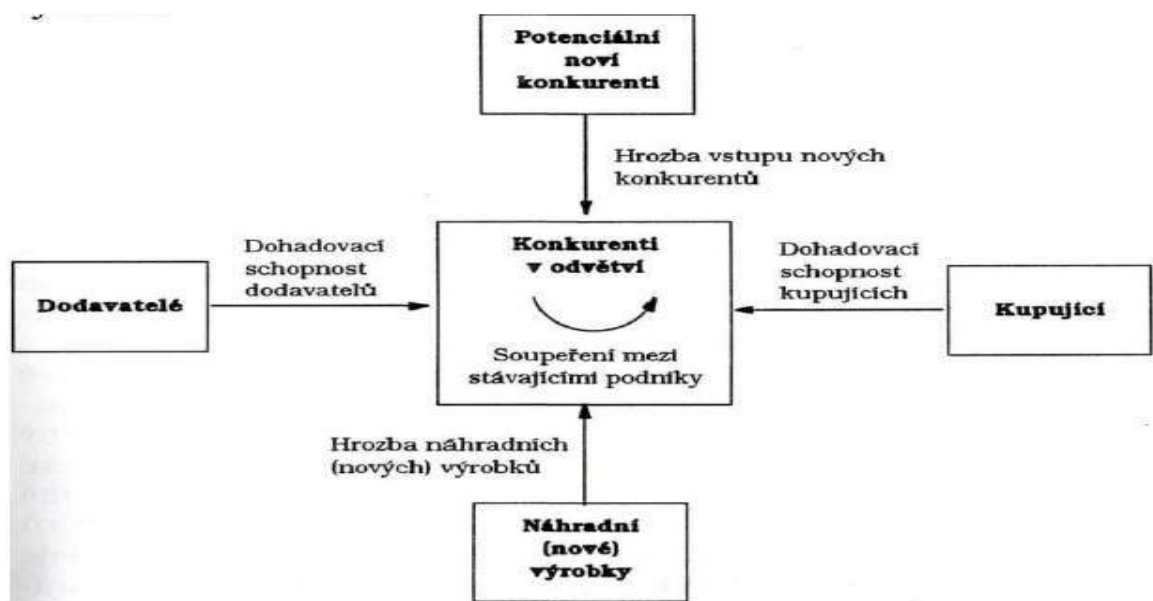 Potenciální
noví
konkurenti
Hrozba vstupu nových
konkurentů
Dohadovací
schopnost
dodavatelů
Dodavatelé
Konkurenti
v odvětví
Soupeření mezi
stávajícími podniky
Dohadovací
schopnost
kupujících
Kupující
Hrozba náhradních
(nových) výrobků
Náhradní
(nové)
výrobky